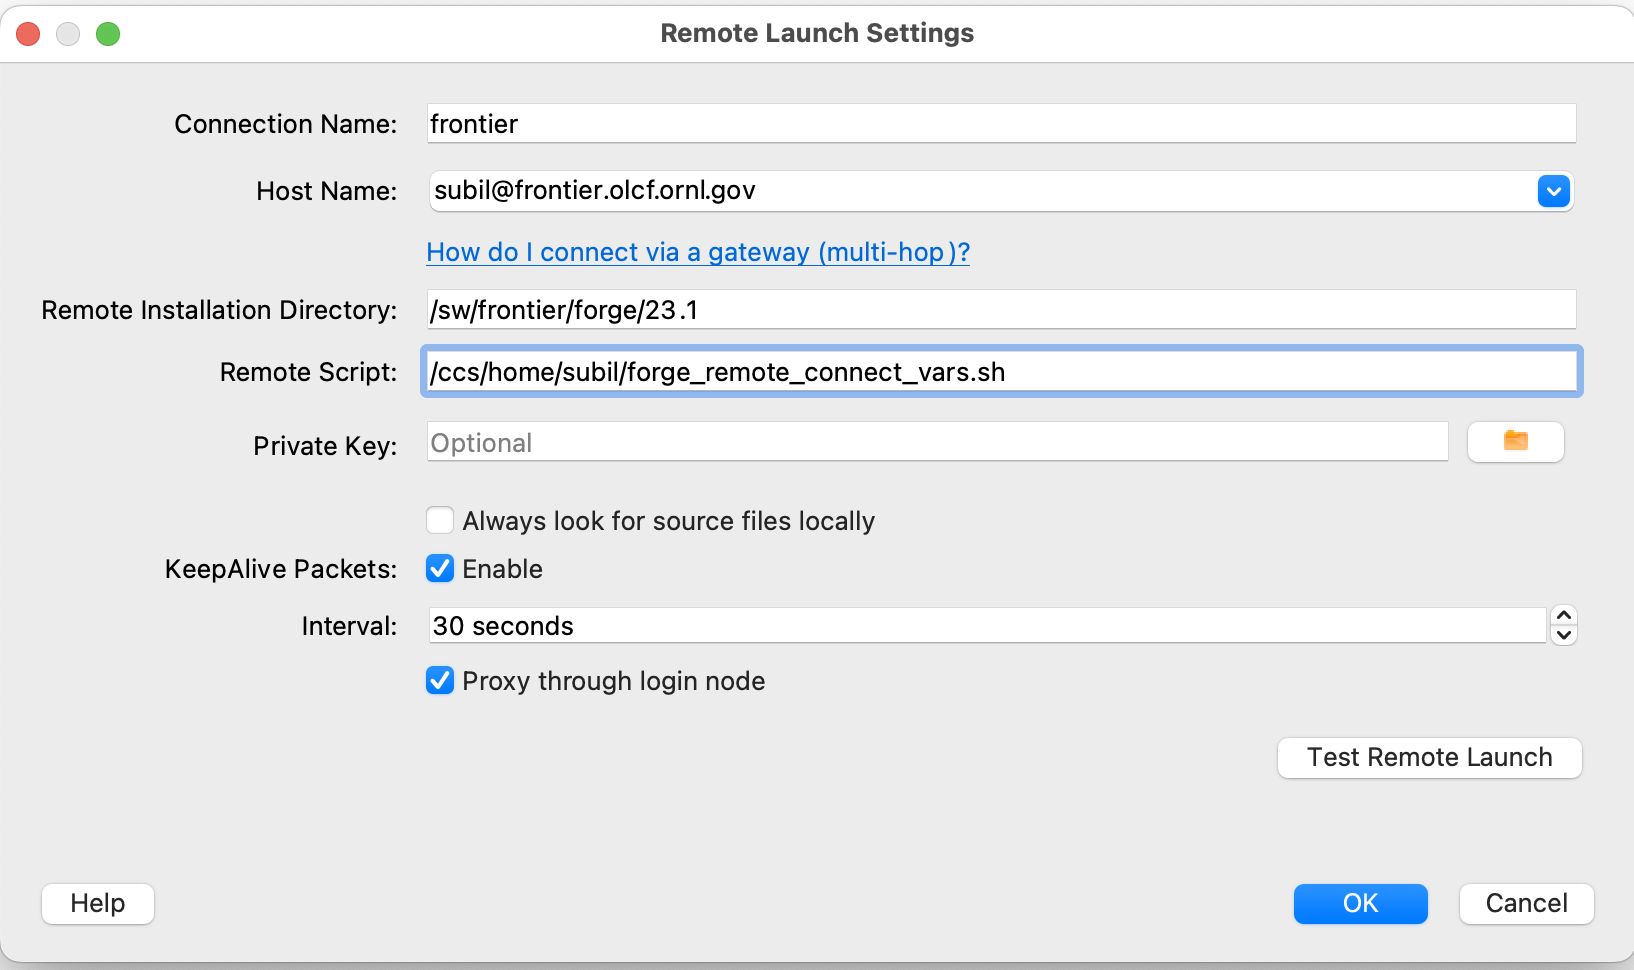 Remote Launch Settings
Connection Name: frontier
Host Name: subil@frontier.olcf.ornl.gov
How do I connect via a gateway (multi-hop)?
Remote Installation Directory: /sw/frontier/forge/23.1
Remote Script: /ccs/home/subil/forge_remote_connect_vars.sh
Private Key: Optional
Always look for source files locally
KeepAlive Packets: Enable
Interval: 30 seconds
Proxy through login node
Test Remote Launch
Help OK Cancel